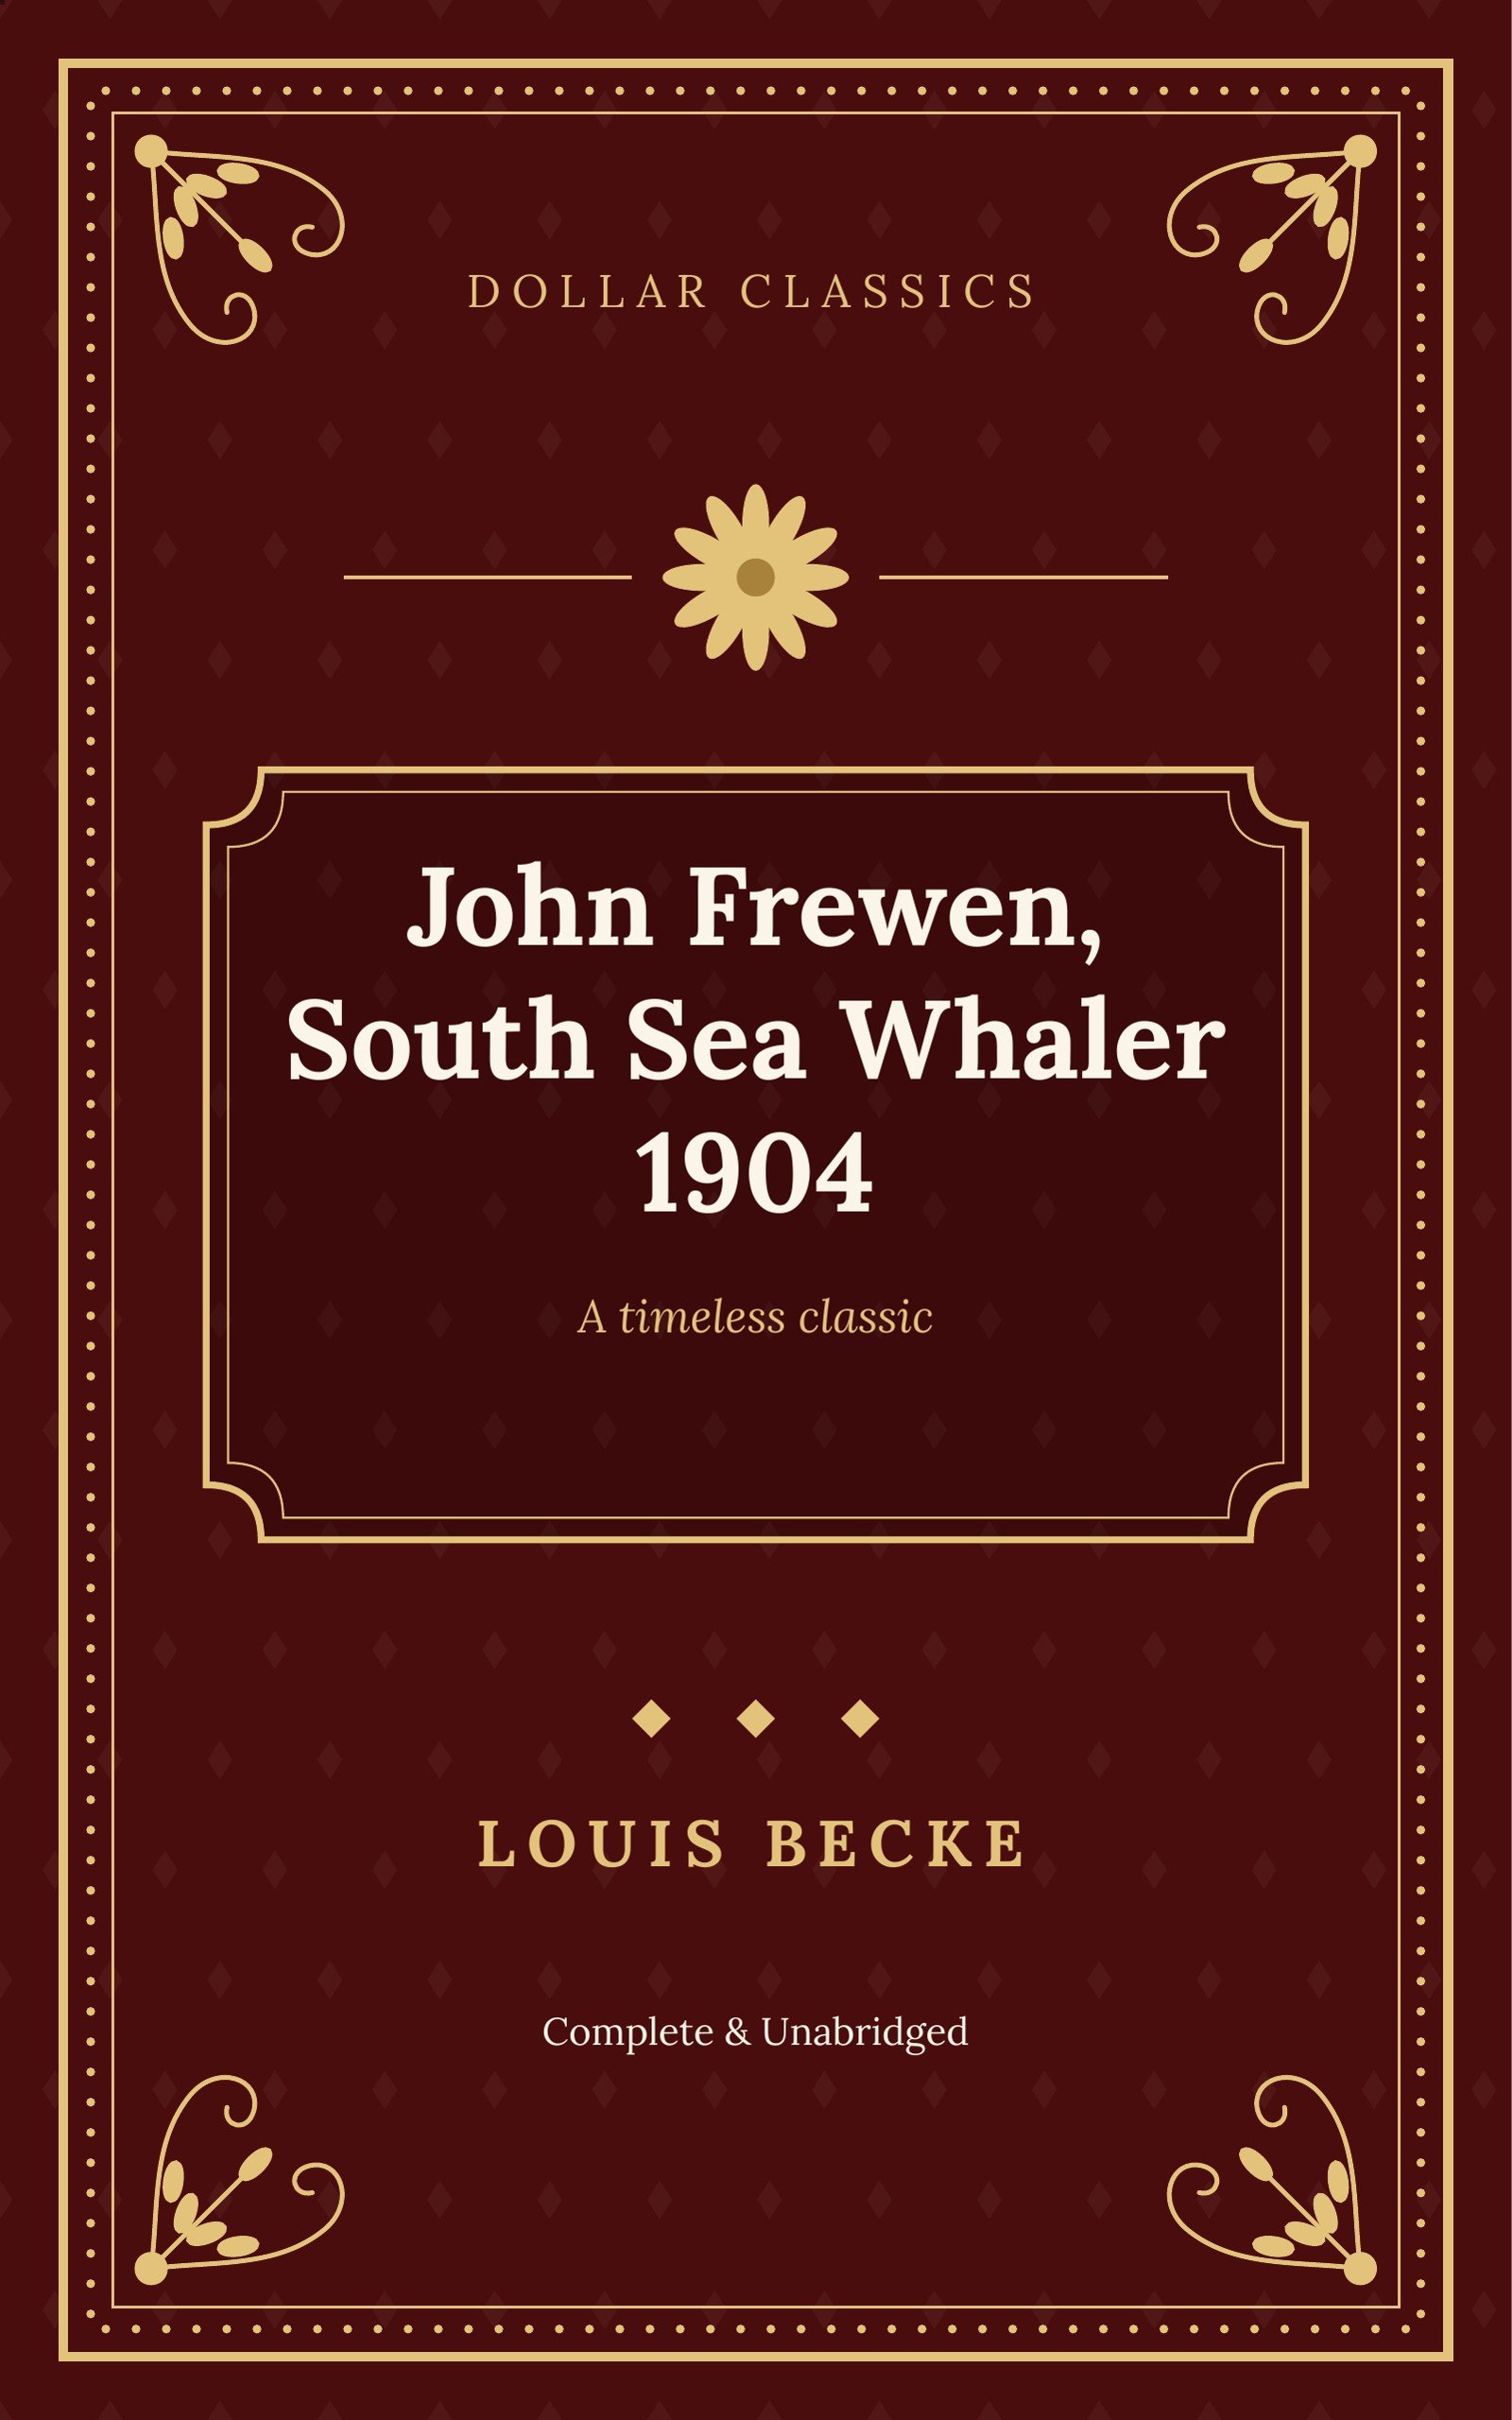 DOLLAR CLASSICS
John Frewen,
South Sea Whaler
1904
A timeless classic
LOUIS BECKE
Complete & Unabridged